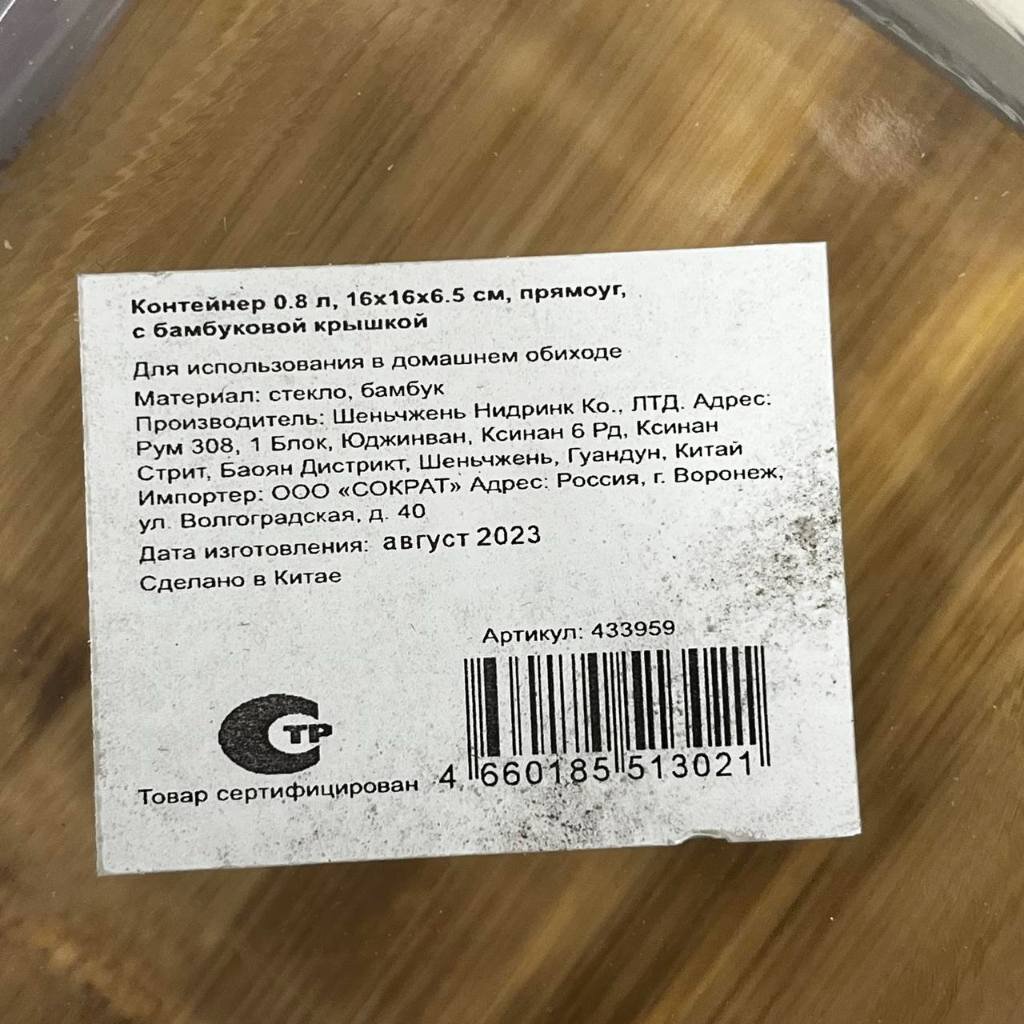 Контейнер 0.8 л, 16х16х6.5 см, прямоуг,
с бамбуковой крышкой
Для использования в домашнем обиходе
Материал: стекло, бамбук
Производитель: Шеньчжень Нидринк Ко., ЛТД. Адрес:
Рум 308, 1 Блок, Юджинван, Ксинан 6 Рд, Ксинан
Стрит, Баоян Дистрикт, Шеньчжень, Гуандун, Китай
Импортер: ООО «СОКРАТ» Адрес: Россия, г. Воронеж,
ул. Волгоградская, д. 40
Дата изготовления: август 2023
Сделано в Китае
Артикул: 433959
СТР
Товар сертифицирован
4 660185 513021